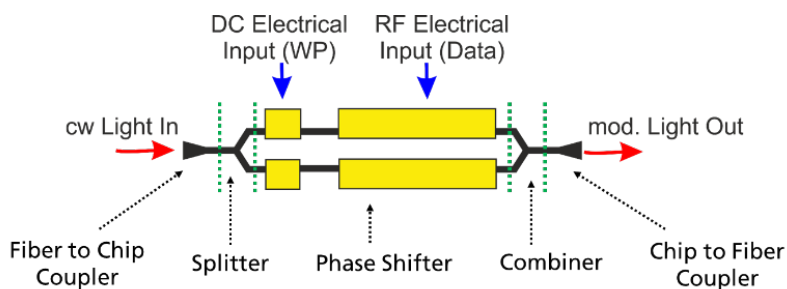 DC Electrical
Input (WP)
RF Electrical
Input (Data)
cw Light In
mod. Light Out
Fiber to Chip
Coupler
Splitter
Phase Shifter
Combiner
Chip to Fiber
Coupler